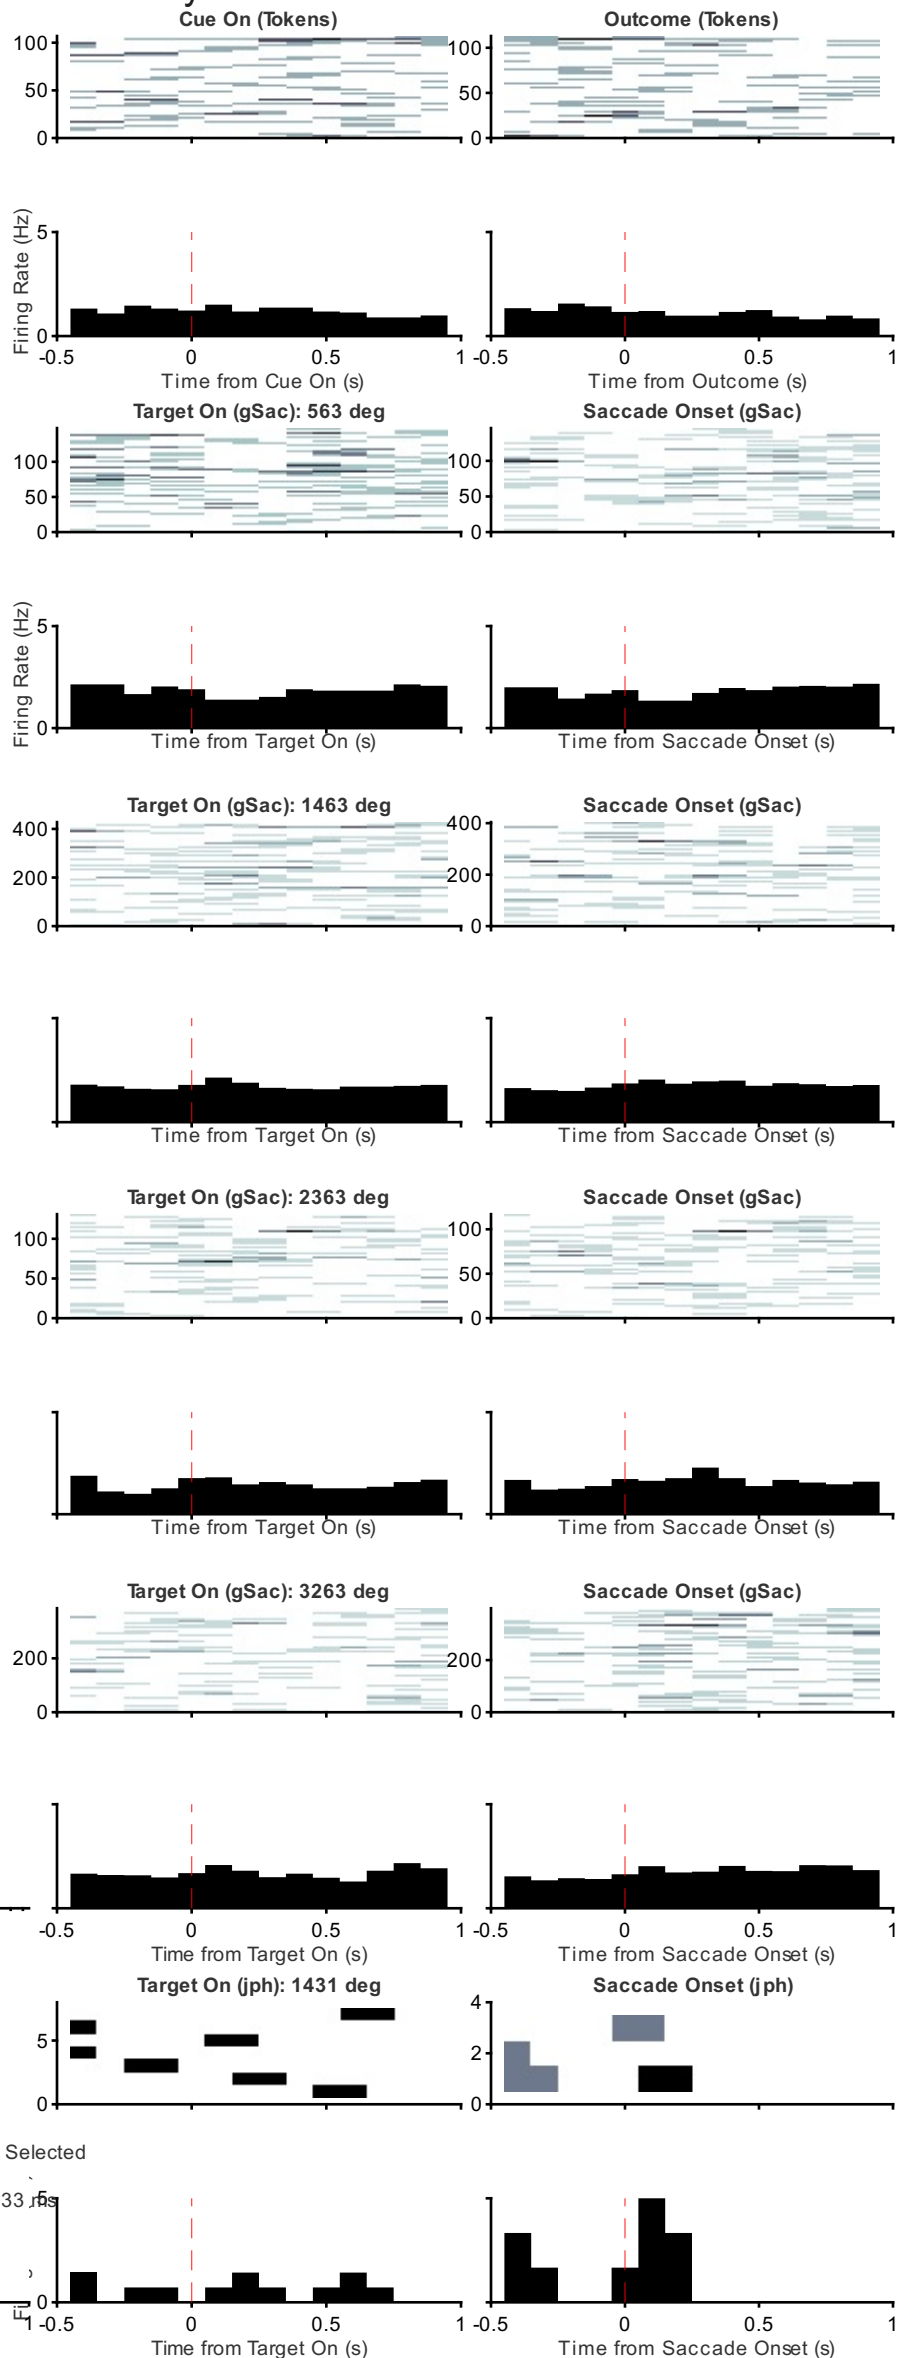 Cue On (Tokens) Outcome (Tokens)
100 100
50 50
0 0
Firing Rate (Hz)
5
0
-0.5 0 0.5 1 -0.5 0 0.5 1
Time from Cue On (s) Time from Outcome (s)
Target On (gSac): 563 deg Saccade Onset (gSac)
100 100
50 50
0 0
Firing Rate (Hz)
5
0
Time from Target On (s) Time from Saccade Onset (s)
Target On (gSac): 1463 deg Saccade Onset (gSac)
400 400
200 200
0 0
Time from Target On (s) Time from Saccade Onset (s)
Target On (gSac): 2363 deg Saccade Onset (gSac)
100 100
50 50
0 0
Time from Target On (s) Time from Saccade Onset (s)
Target On (gSac): 3263 deg Saccade Onset (gSac)
200 200
0 0
-0.5 0 0.5 1 -0.5 0 0.5 1
Time from Target On (s) Time from Saccade Onset (s)
Target On (jph): 1431 deg Saccade Onset (jph)
4
5 2
0 0
Selected
33 ms
5
0
1 -0.5 0 0.5 1 -0.5 0 0.5 1
Time from Target On (s) Time from Saccade Onset (s)